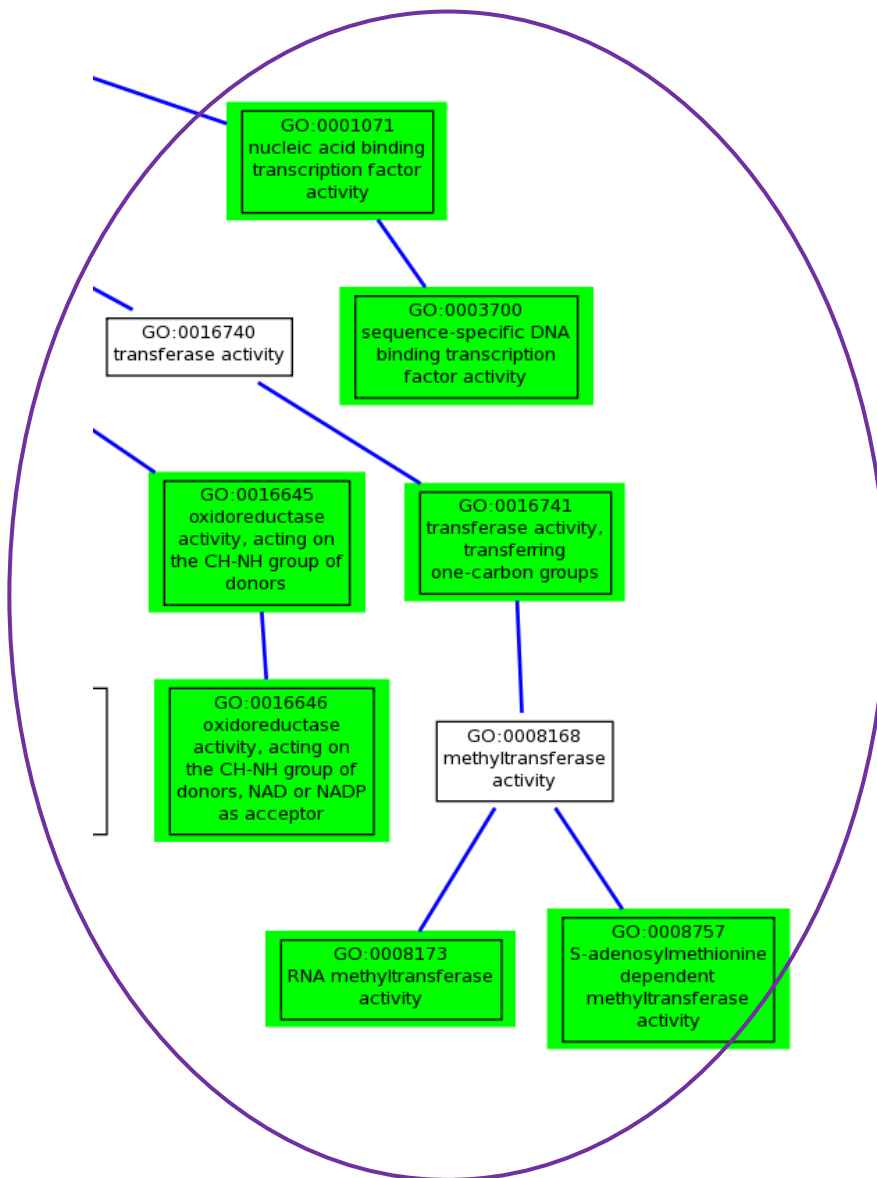 GO:0001071
nucleic acid binding
transcription factor
activity
GO:0003700
sequence-specific DNA
binding transcription
factor activity
GO:0016740
transferase activity
GO:0016645
oxidoreductase
activity, acting on
the CH-NH group of
donors
GO:0016741
transferase activity,
transferring
one-carbon groups
GO:0016646
oxidoreductase
activity, acting on
the CH-NH group of
donors, NAD or NADP
as acceptor
GO:0008168
methyltransferase
activity
GO:0008173
RNA methyltransferase
activity
GO:0008757
S-adenosylmethionine
dependent
methyltransferase
activity